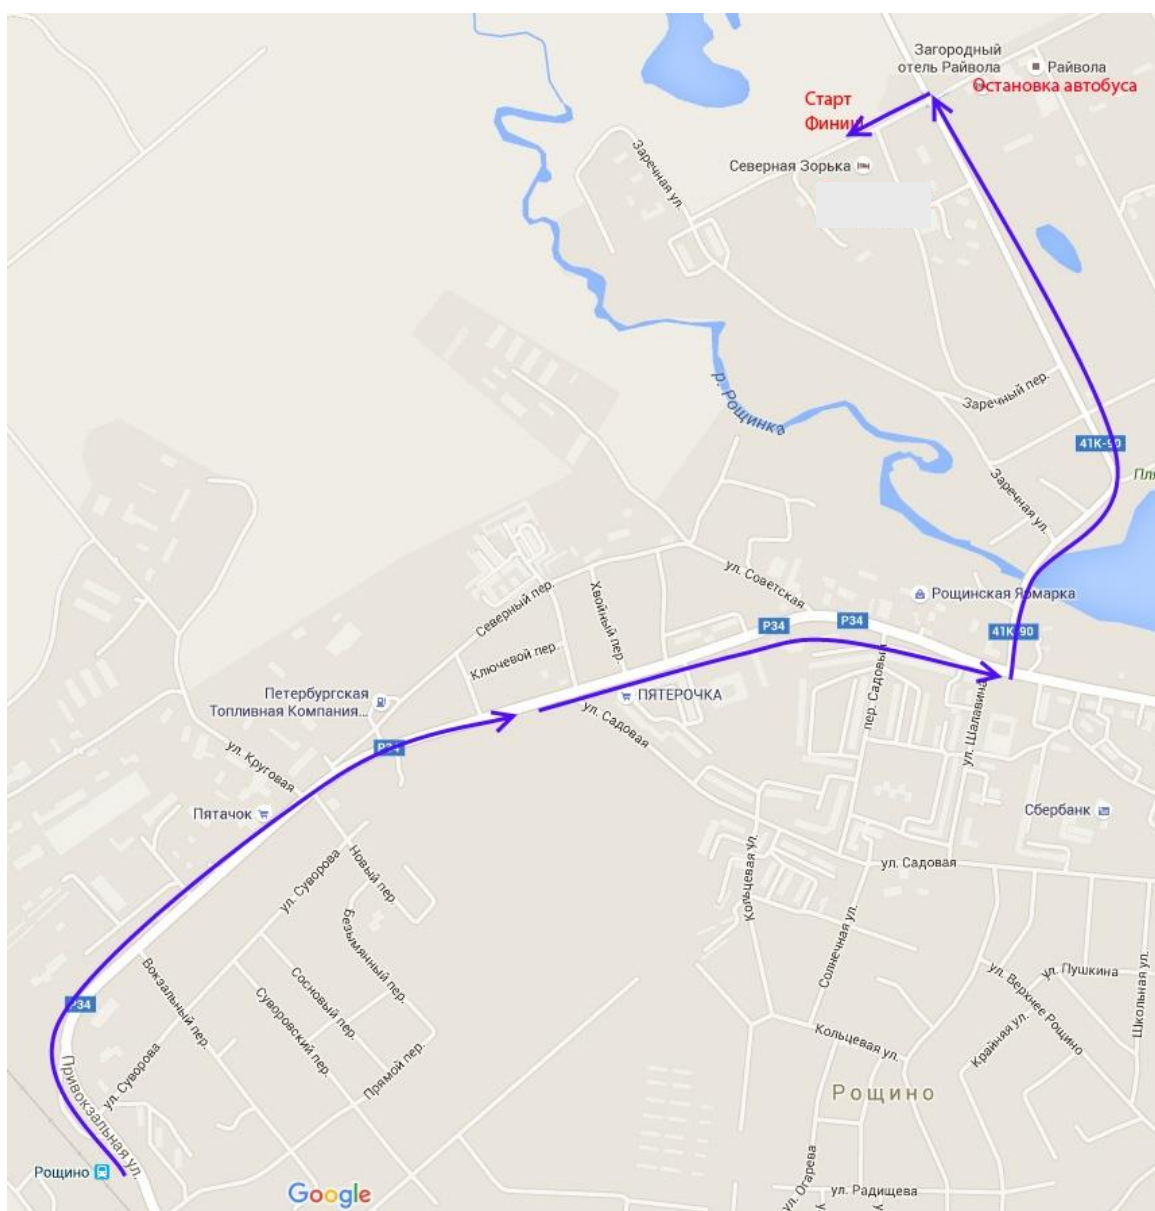 Загородный
отель Райвола
Райвола
Остановка автобуса
Старт
Финиш
Северная Зорька
Заречная ул.
р. Рощинка
Заречный пер.
41К-90
Заречная ул.
ул. Советская
Рощинская Ярмарка
Р34
Р34
41К-90
Северный пер.
Хвойный пер.
Ключевой пер.
ПЯТЕРОЧКА
Петербургская
Топливная Компания...
ул. Садовая
пер. Садовый
ул. Шалавина
Р34
ул. Круговая
Пятачок
Сбербанк
ул. Суворова
Новый пер.
Кольцевая ул.
ул. Садовая
Безымянный пер.
Солнечная ул.
Вокзальный пер.
Сосновый пер.
Суворовский пер.
ул. Верхнее Рощино
ул. Пушкина
Школьная ул.
Р34
Крайняя ул.
Кольцевая ул.
Прямой пер.
ул. Суворова
Привокзальная ул.
Рощино
Рощино
ул. Огарева
ул. Радищева
Google